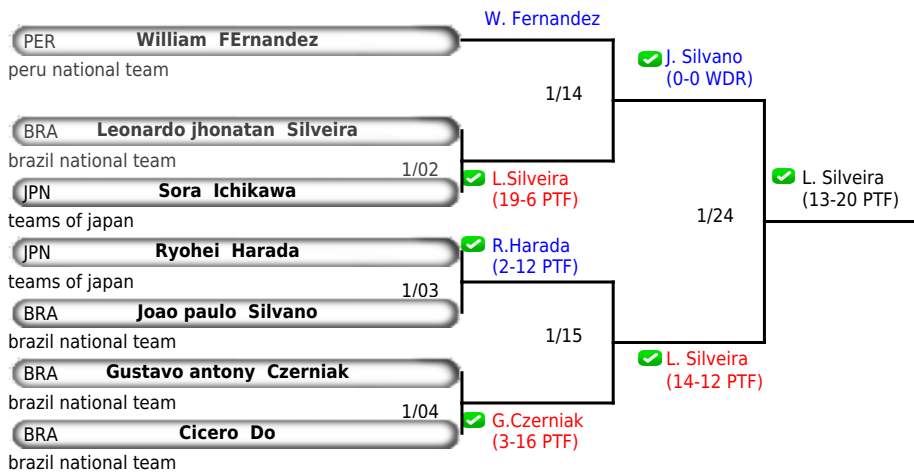 W. Fernandez
PER William FErnandez
peru national team
J. Silvano
(0-0 WDR)
1/14
BRA Leonardo jhonatan Silveira
brazil national team
1/02
JPN Sora Ichikawa
teams of japan
L.Silveira
(19-6 PTF)
L. Silveira
(13-20 PTF)
1/24
JPN Ryohei Harada
teams of japan
R.Harada
(2-12 PTF)
1/03
BRA Joao paulo Silvano
brazil national team
1/15
L. Silveira
(14-12 PTF)
BRA Gustavo antony Czerniak
brazil national team
1/04
BRA Cicero Do
brazil national team
G.Czerniak
(3-16 PTF)